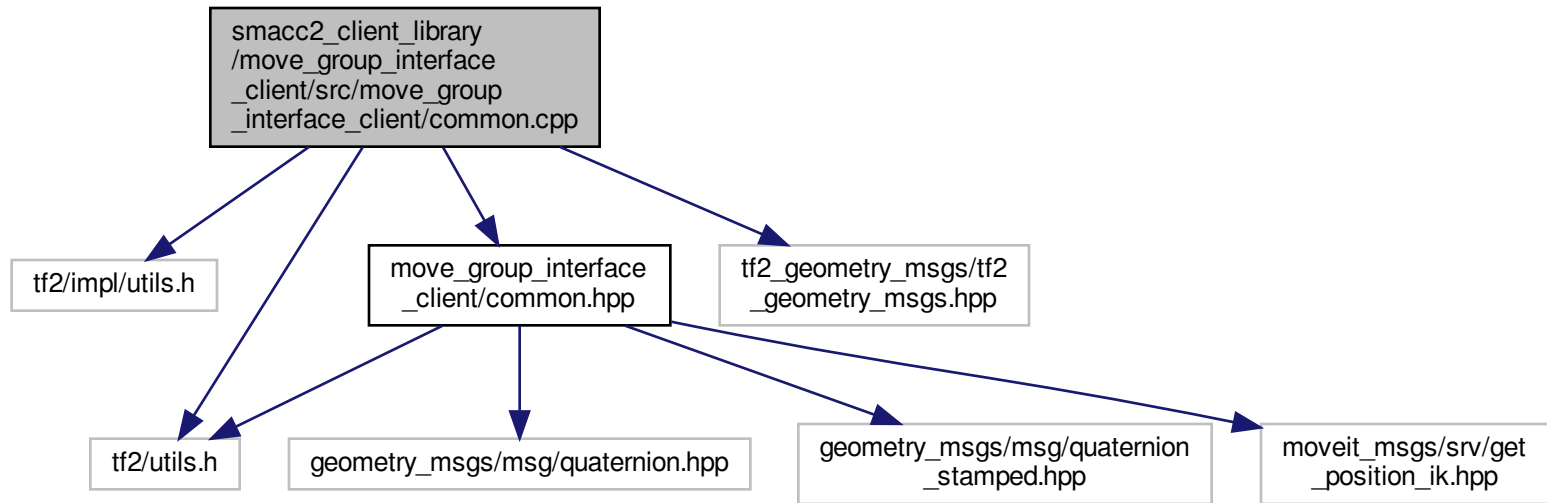 smacc2_client_library
/move_group_interface
_client/src/move_group
_interface_client/common.cpp
tf2/impl/utils.h
move_group_interface
_client/common.hpp
tf2_geometry_msgs/tf2
_geometry_msgs.hpp
tf2/utils.h
geometry_msgs/msg/quaternion.hpp
geometry_msgs/msg/quaternion
_stamped.hpp
moveit_msgs/srv/get
_position_ik.hpp